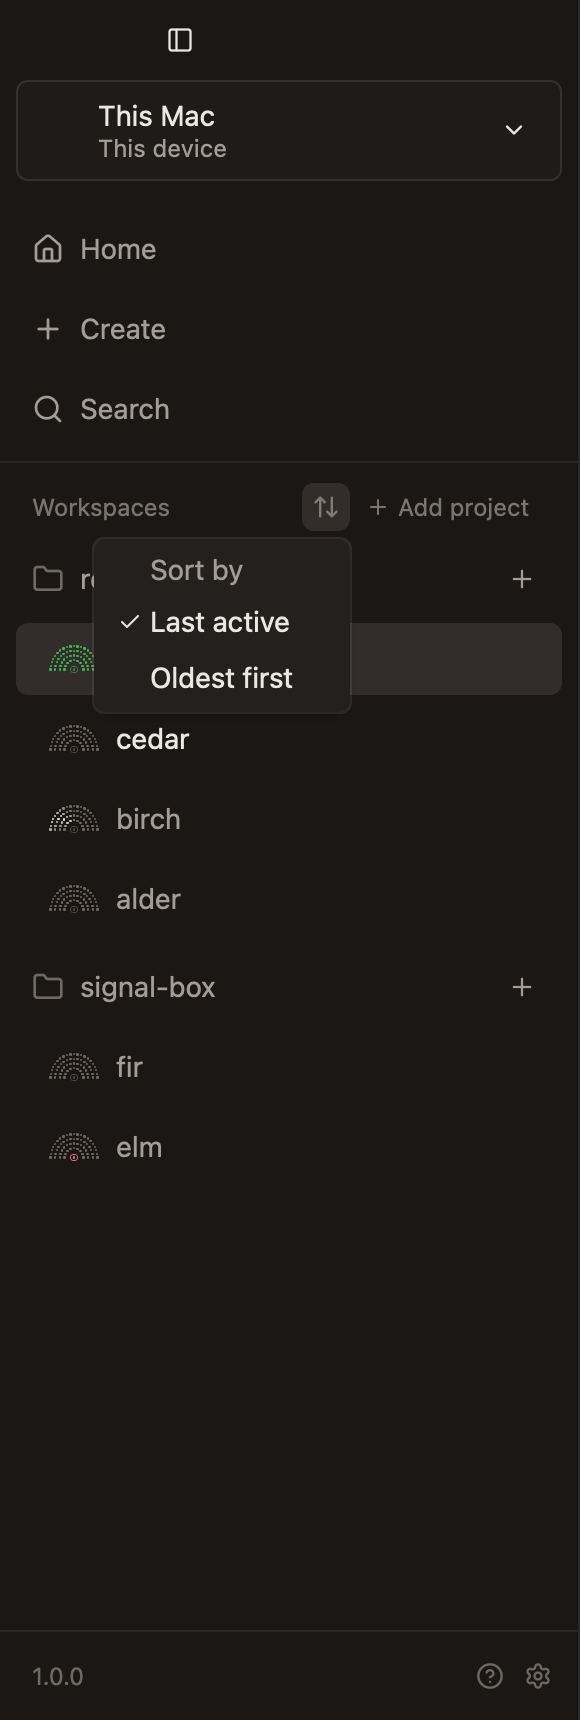 This Mac
This device
Home
Create
Search
Workspaces
Add project
Sort by
Last active
Oldest first
cedar
birch
alder
signal-box
fir
elm
1.0.0